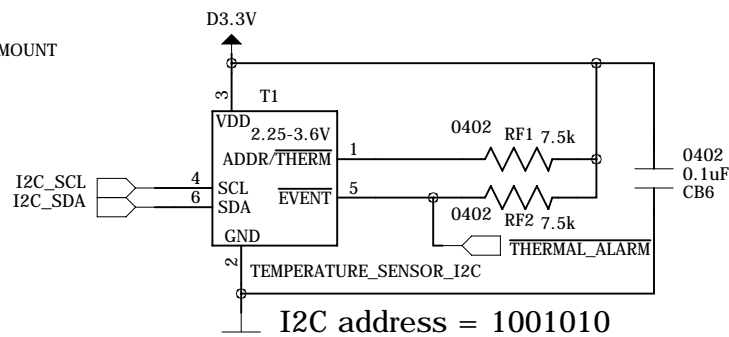 D3.3V
MOUNT
3
T1
VDD
2.25-3.6V
ADDR/THERM
1
0402
RF1
7.5k
I2C_SCL
4
SCL
I2C_SDA
6
SDA
EVENT
5
0402
RF2
7.5k
0402
0.1uF
CB6
GND
2
THERMAL_ALARM
TEMPERATURE_SENSOR_I2C
I2C address = 1001010